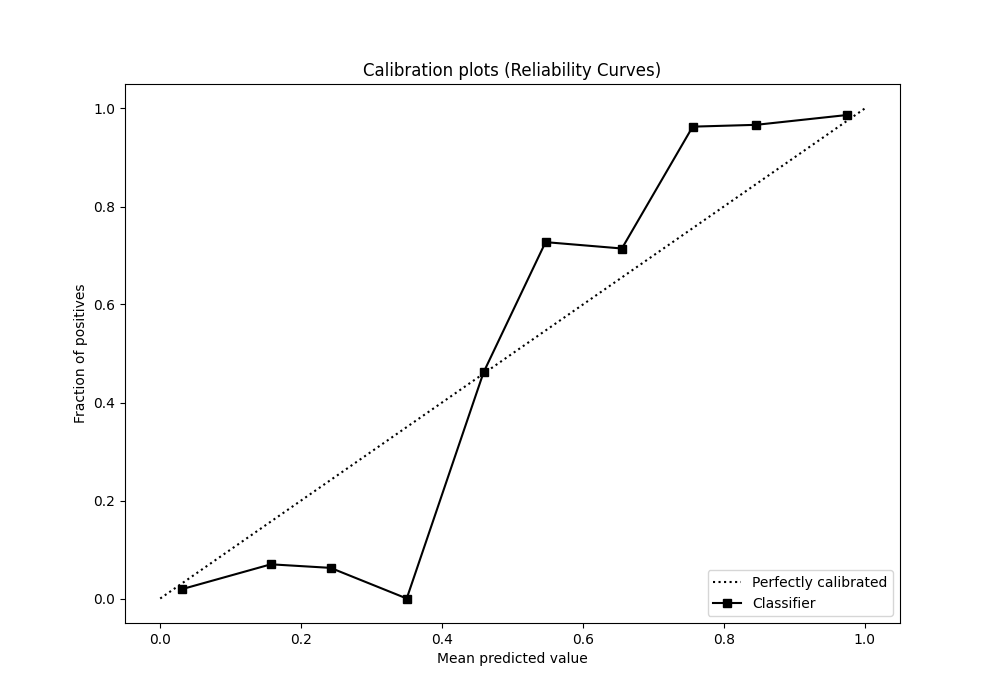 Calibration plots (Reliability Curves)
1.0
0.8
0.6
0.4
0.2
0.0
Fraction of positives
Perfectly calibrated
Classifier
0.0 0.2 0.4 0.6 0.8 1.0
Mean predicted value